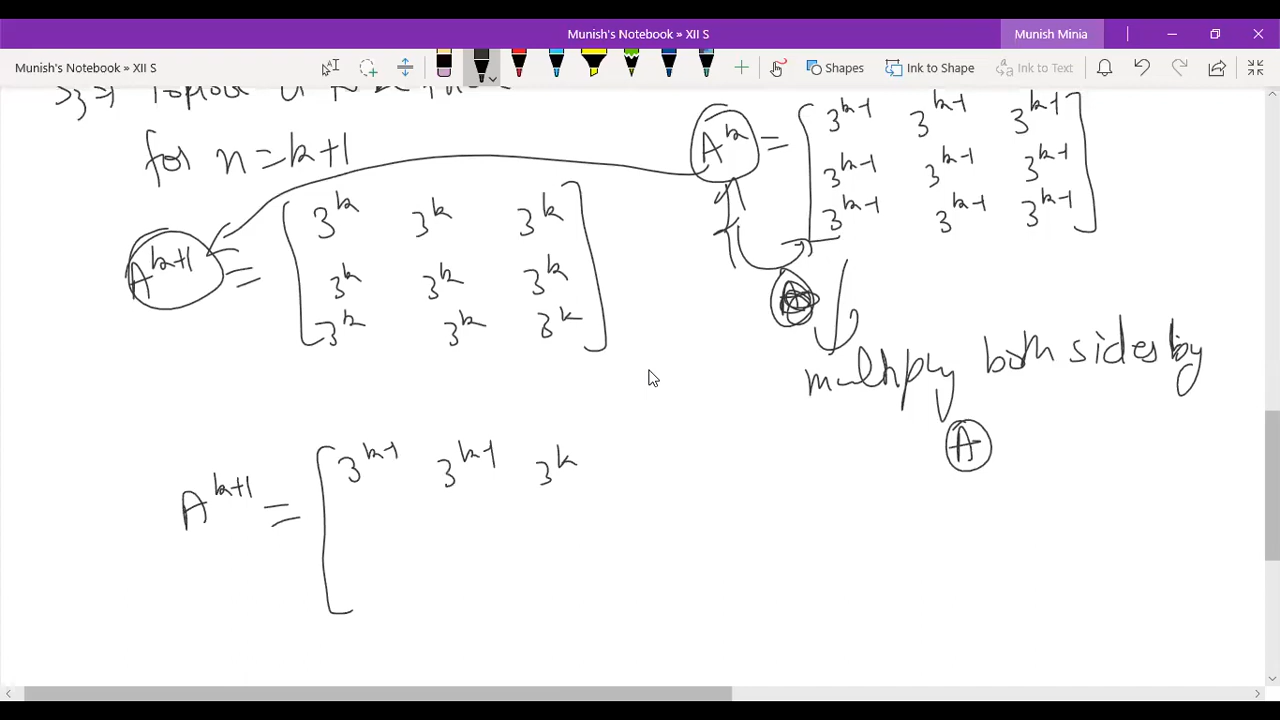 Munish's Notebook » XII S
Munish Minia
Munish's Notebook » XII S
Shapes
Ink to Shape
Ink to Text
for n = k+1
A^{k+1} =
3^k 3^k 3^k
3^k 3^k 3^k
3^k 3^k 3^k
A^k =
3^{k-1} 3^{k-1} 3^{k-1}
3^{k-1} 3^{k-1} 3^{k-1}
3^{k-1} 3^{k-1} 3^{k-1}
multiply both sides by
A
A^{k+1} = [ 3^{k-1} 3^{k-1} 3^k